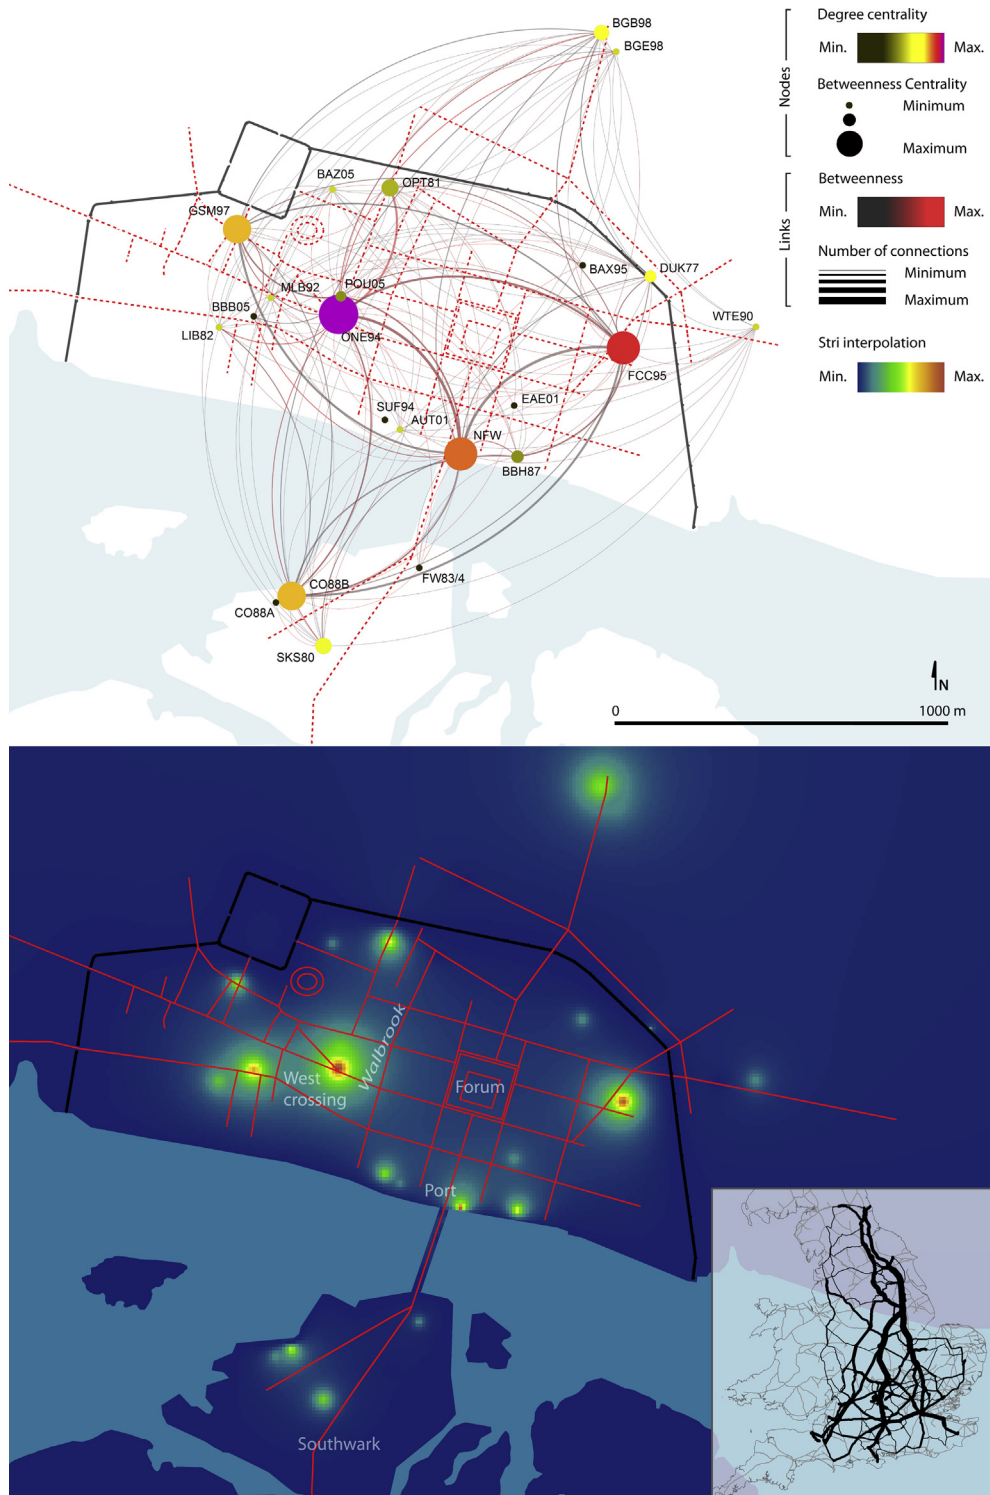 Degree centrality
Min.
Max.
Nodes
Betweenness Centrality
Minimum
Maximum
Betweenness
Min.
Max.
Links
Number of connections
Minimum
Maximum
Stri interpolation
Min.
Max.
BGB98
BGE98
BAZ05
OPT81
GSM97
BAX95
DUK77
MLB92
POU05
BBB05
WTE90
LIB82
ONE94
FCC95
EAE01
SUF94
AUT01
NFW
BBH87
CO88B
FW83/4
CO88A
SKS80
N
0
1000 m
Walbrook
West
crossing
Forum
Port
Southwark